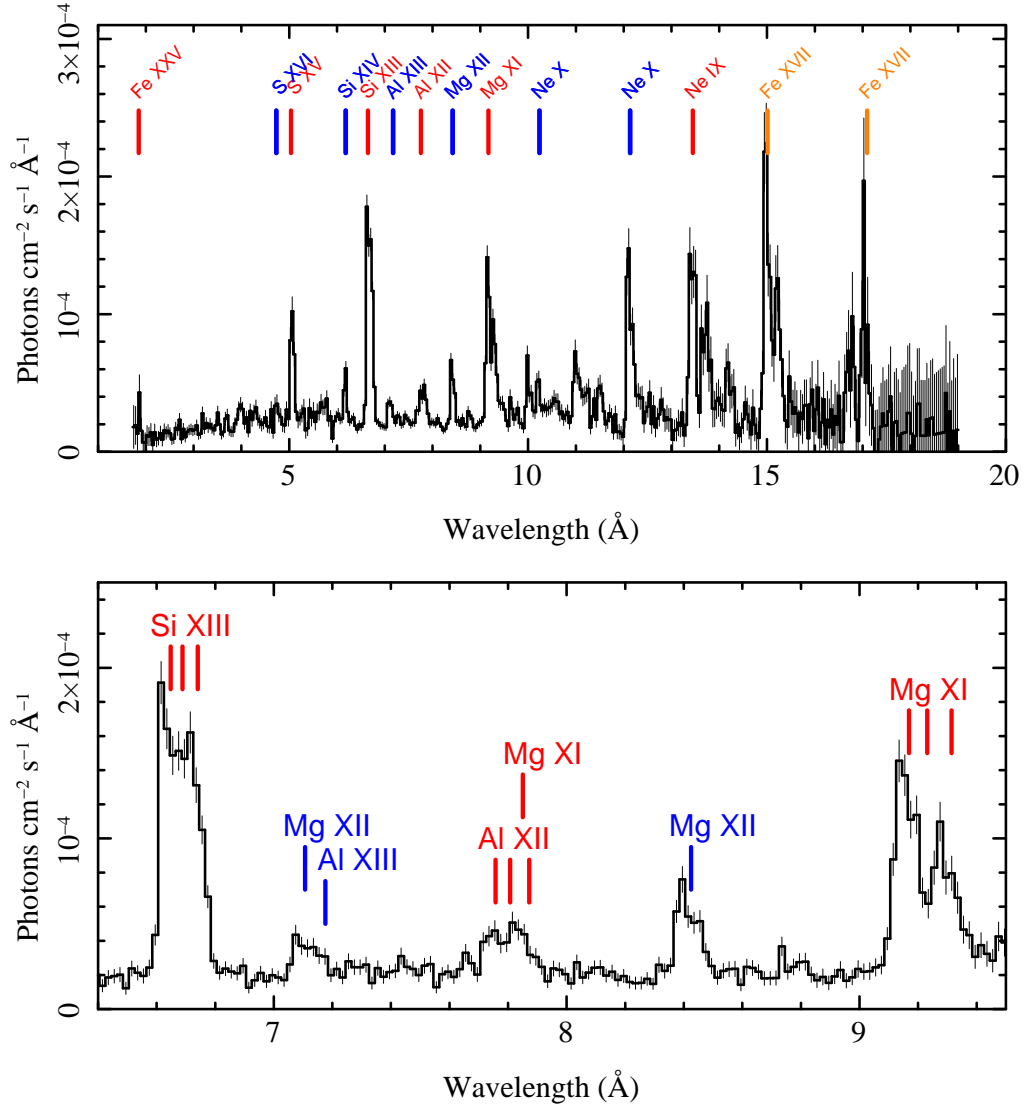 3×10⁻⁴
2×10⁻⁴
10⁻⁴
0
Photons cm⁻² s⁻¹ Å⁻¹
Fe XXV
S XVI
S XV
Si XIV
Si XIII
Al XIII
Al XII
Mg XII
Mg XI
Ne X
Ne X
Ne IX
Fe XVII
Fe XVII
5
10
15
20
Wavelength (Å)
2×10⁻⁴
10⁻⁴
0
Photons cm⁻² s⁻¹ Å⁻¹
Si XIII
Mg XII
Al XIII
Mg XI
Al XII
Mg XII
Mg XI
7
8
9
Wavelength (Å)